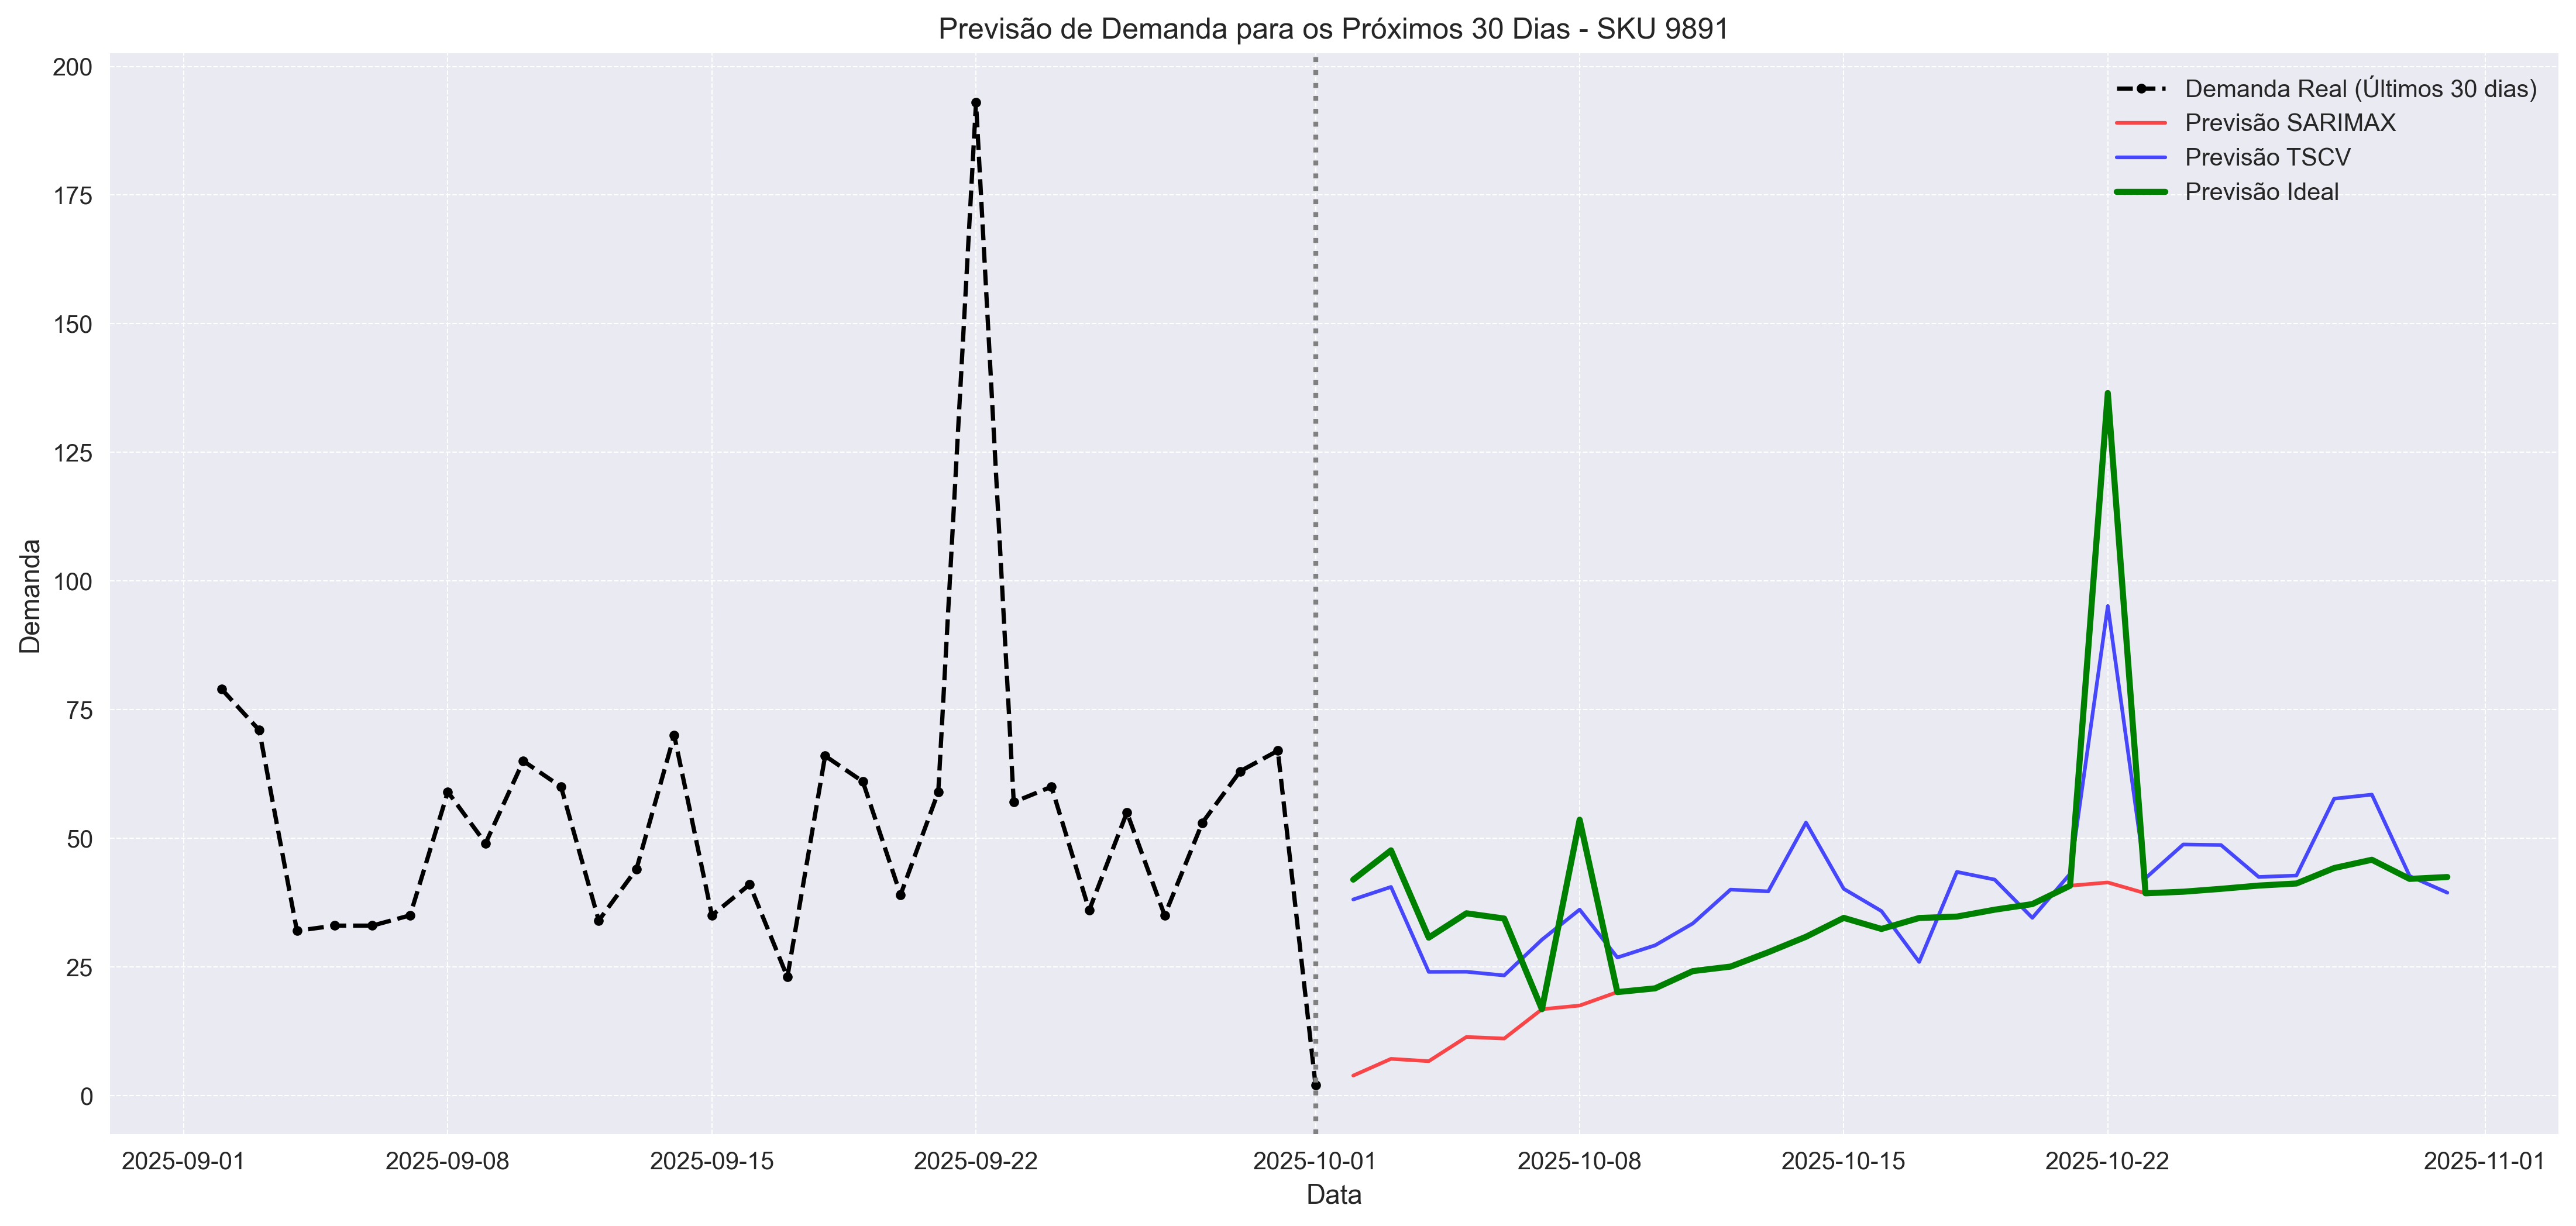 Previsão de Demanda para os Próximos 30 Dias - SKU 9891
200
175
150
125
100
75
50
25
0
Demanda
Demanda Real (Últimos 30 dias)
Previsão SARIMAX
Previsão TSCV
Previsão Ideal
2025-09-01 2025-09-08 2025-09-15 2025-09-22 2025-10-01 2025-10-08 2025-10-15 2025-10-22 2025-11-01
Data